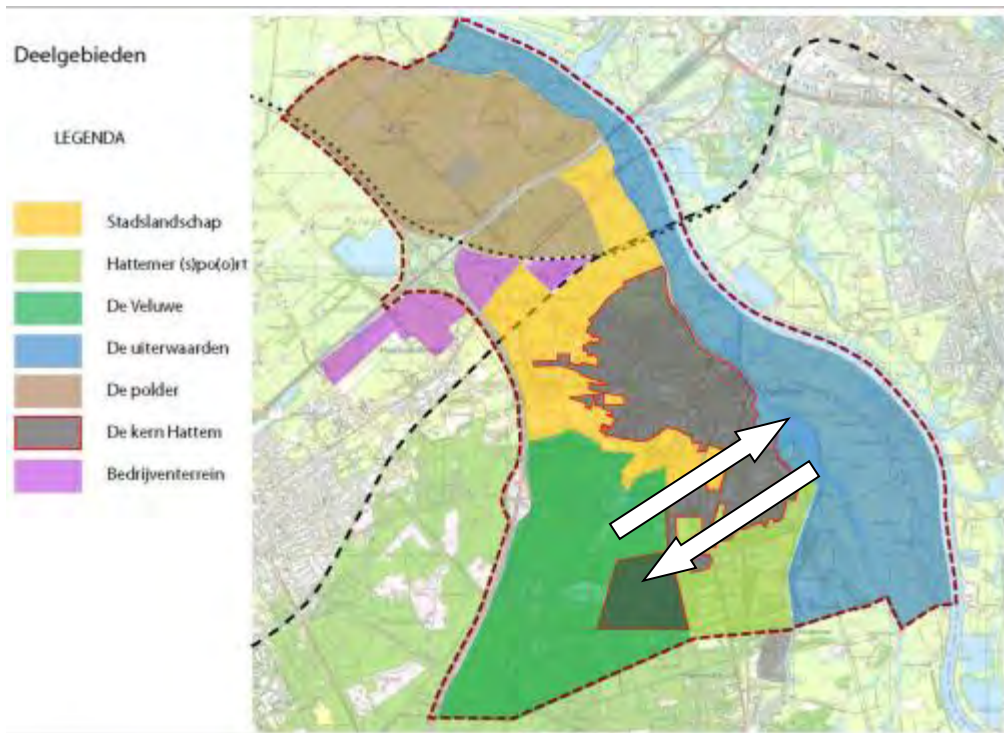 Deelgebieden
LEGENDA
Stadslandschap
Hattemer (s)po(o)rt
De Veluwe
De uiterwaarden
De polder
De kern Hattem
Bedrijventerrein